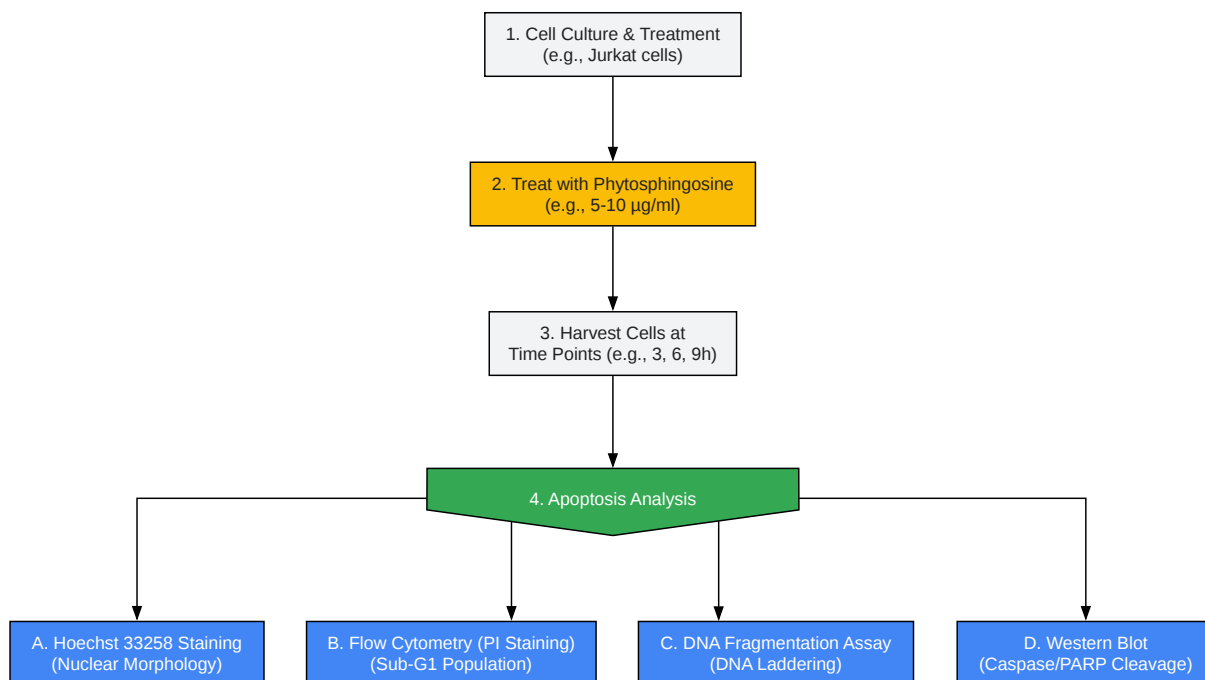 1. Cell Culture & Treatment
(e.g., Jurkat cells)
2. Treat with Phytosphingosine
(e.g., 5-10 µg/ml)
3. Harvest Cells at
Time Points (e.g., 3, 6, 9h)
4. Apoptosis Analysis
A. Hoechst 33258 Staining
(Nuclear Morphology)
B. Flow Cytometry (PI Staining)
(Sub-G1 Population)
C. DNA Fragmentation Assay
(DNA Laddering)
D. Western Blot
(Caspase/PARP Cleavage)